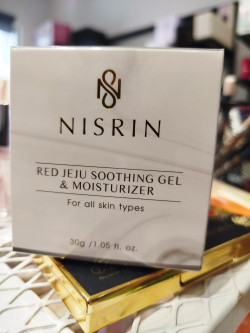 NISRIN
RED JEJU SOOTHING GEL
& MOISTURIZER
For all skin types
30g /1.05 fl. oz.